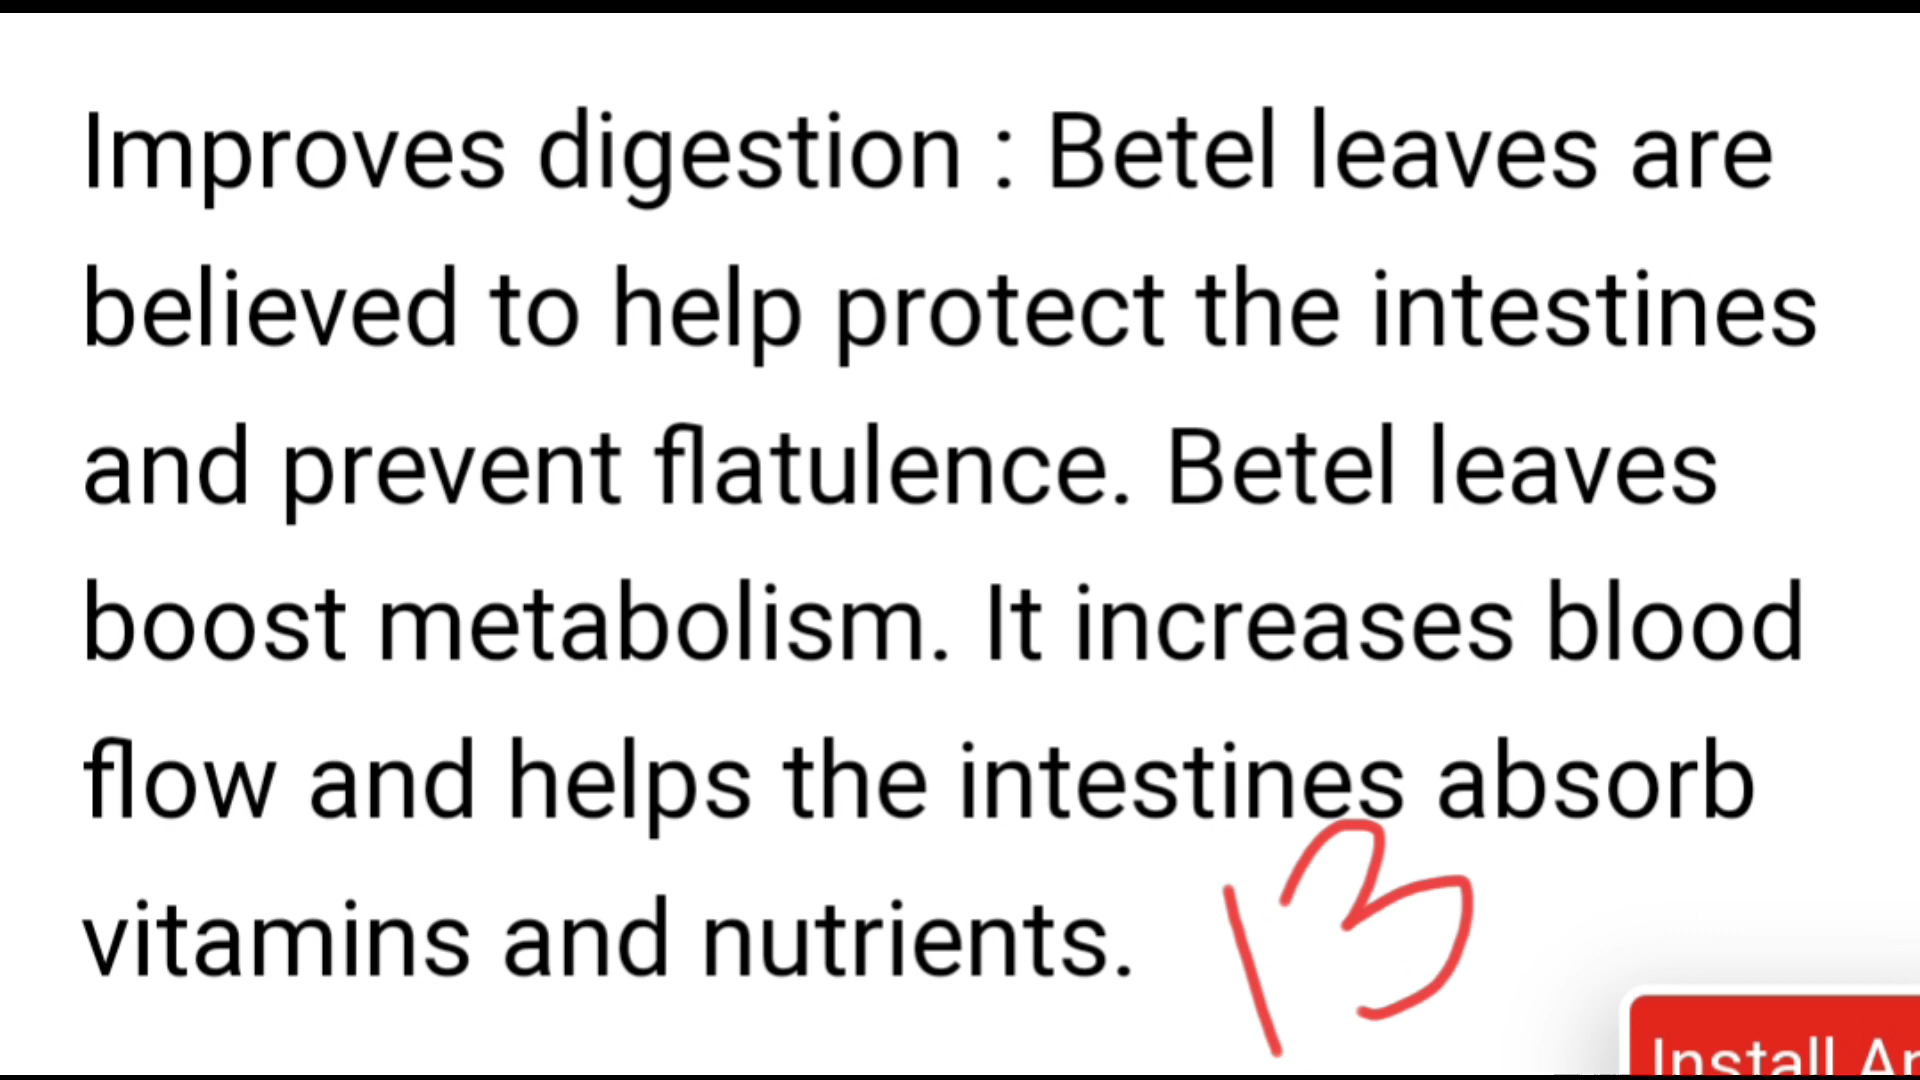 Improves digestion : Betel leaves are
believed to help protect the intestines
and prevent flatulence. Betel leaves
boost metabolism. It increases blood
flow and helps the intestines absorb
vitamins and nutrients.
13
Install